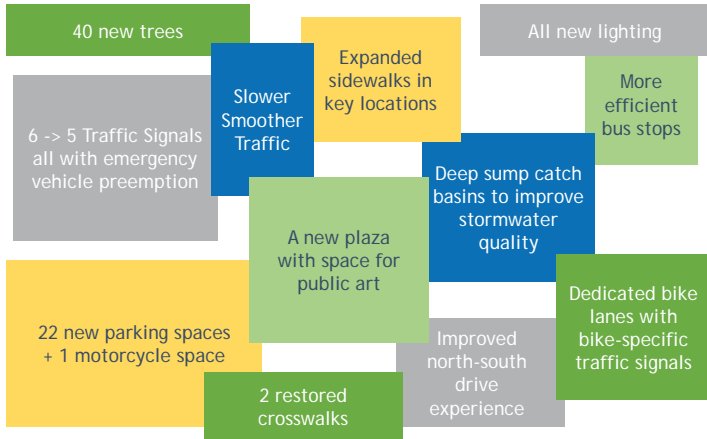 40 new trees
All new lighting
Expanded
sidewalks in
key locations
Slower
Smoother
Traffic
More
efficient
bus stops
6 -> 5 Traffic Signals
all with emergency
vehicle preemption
Deep sump catch
basins to improve
stormwater
quality
A new plaza
with space for
public art
Dedicated bike
lanes with
bike-specific
traffic signals
22 new parking spaces
+ 1 motorcycle space
Improved
north-south
drive
experience
2 restored
crosswalks